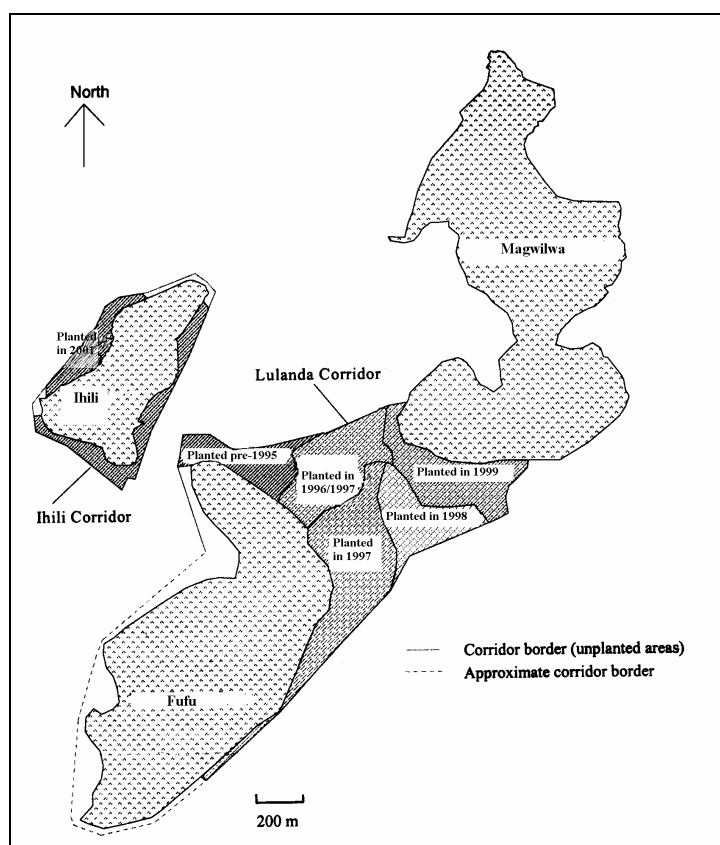 North
Magwilwa
Planted
in 2001
Ihili
Lulanda Corridor
Planted pre-1995
Planted in
1996/1997
Planted in 1999
Ihili Corridor
Planted in 1998
Planted
in 1997
Corridor border (unplanted areas)
Approximate corridor border
Fufu
200 m